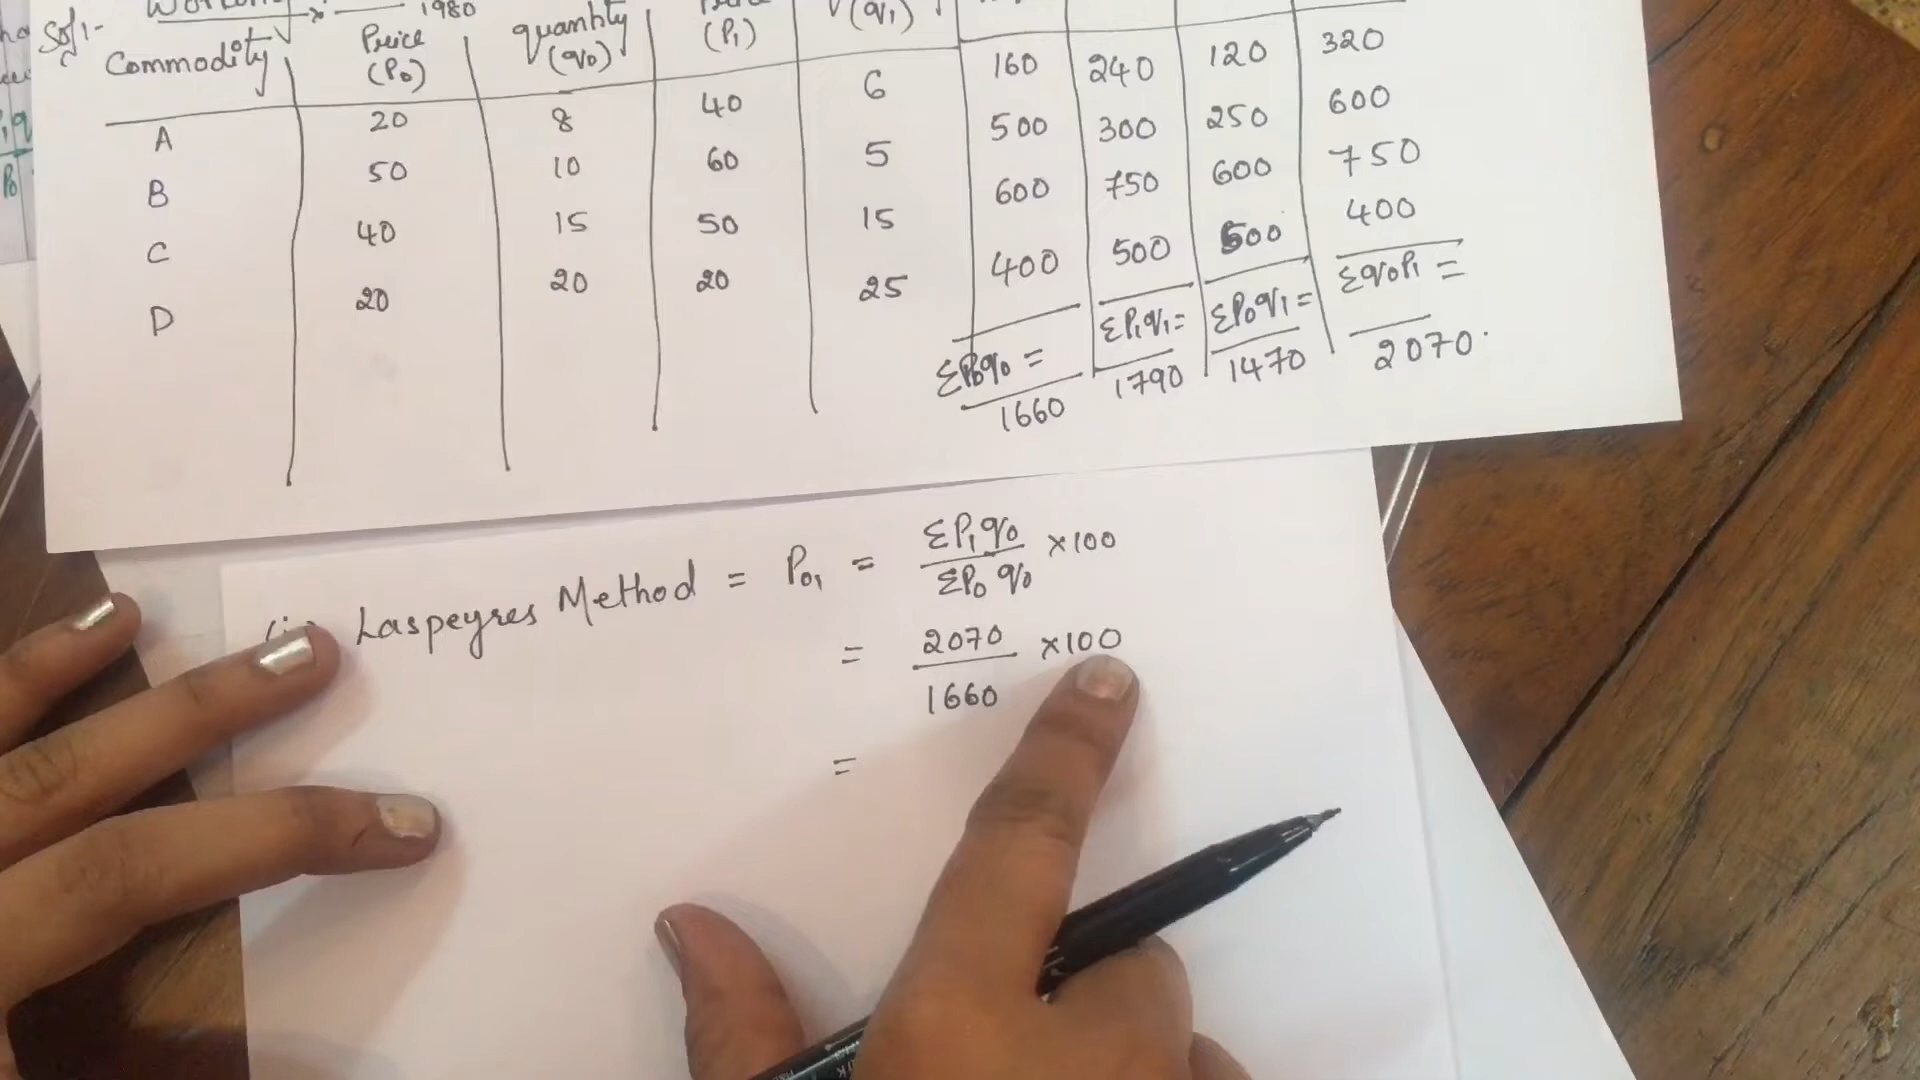 Sol:-
1980
Commodity Price (P0) quantity (q0) (P1) (q1)
A 20 8 40 6 160 240 120 320
B 50 10 60 5 500 300 250 600
C 40 15 50 15 600 750 600 750
D 20 20 20 25 400 500 500 400
ΣP0q0 = 1660 ΣP1q1 = 1790 ΣP0q1 = 1470 Σq0P1 = 2070.
Laspeyres Method = P01 = ΣP1q0 / ΣP0q0 ×100
= 2070 / 1660 ×100
=